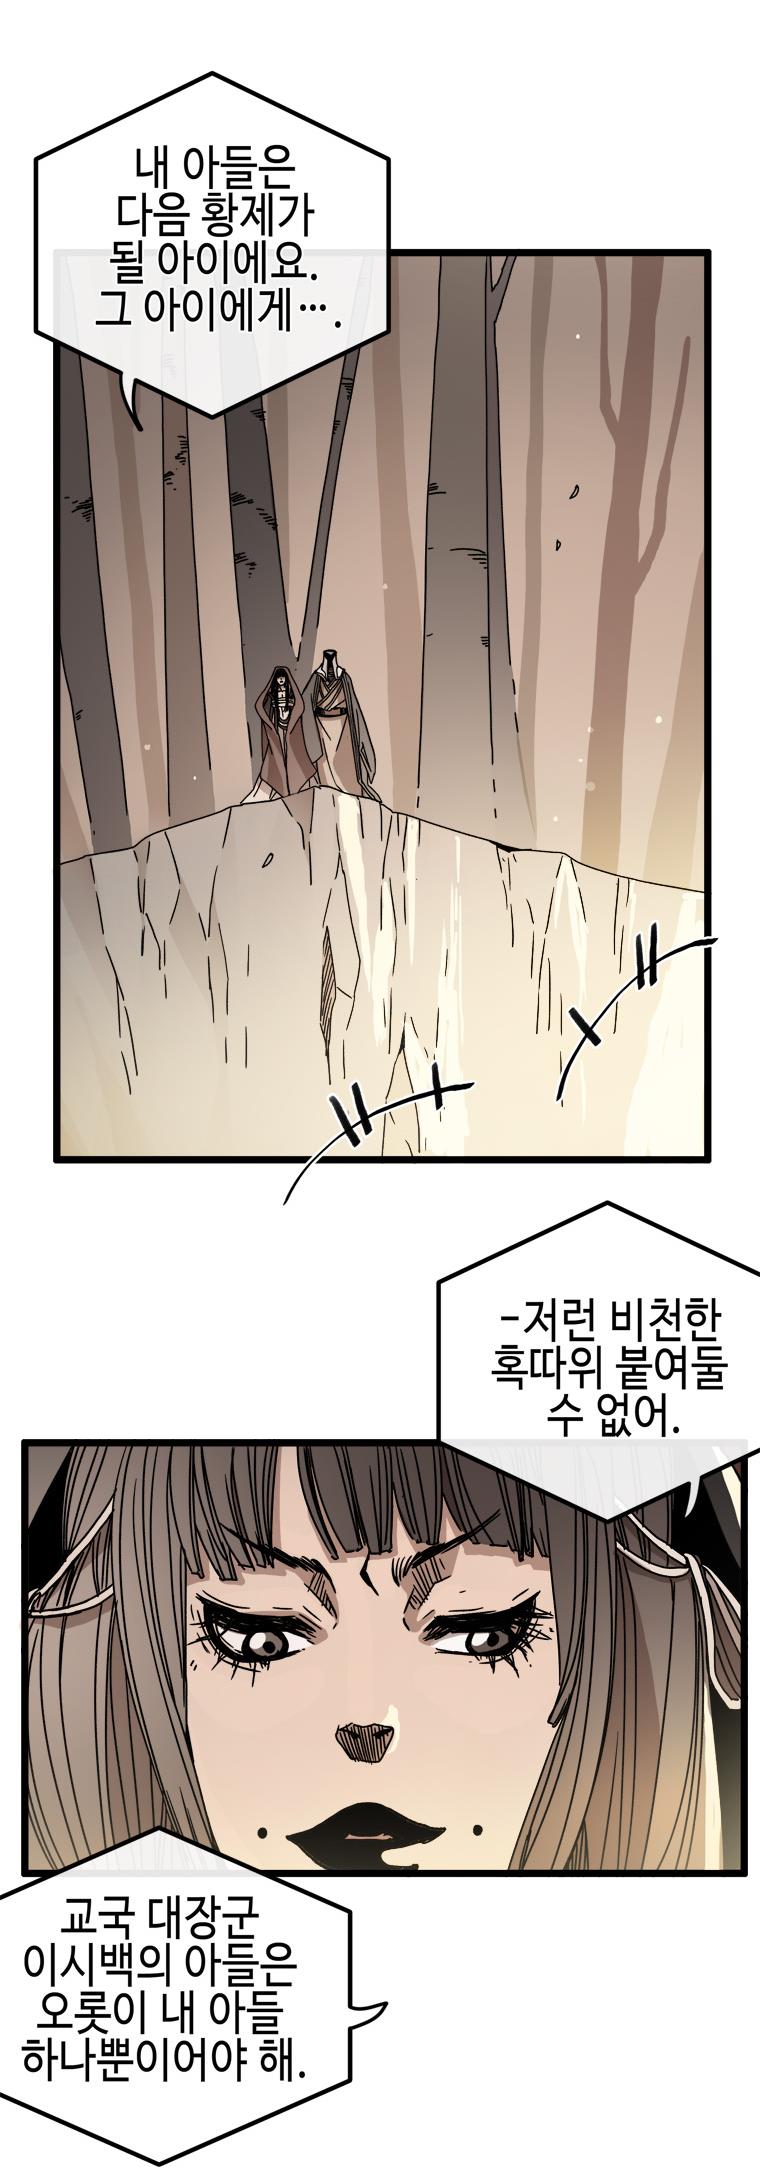 내 아들은
다음 황제가
될 아이에요.
그 아이에게….
-저런 비천한
혹따위 붙여둘
수 없어.
교국 대장군
이시백의 아들은
오롯이 내 아들
하나뿐이어야 해.